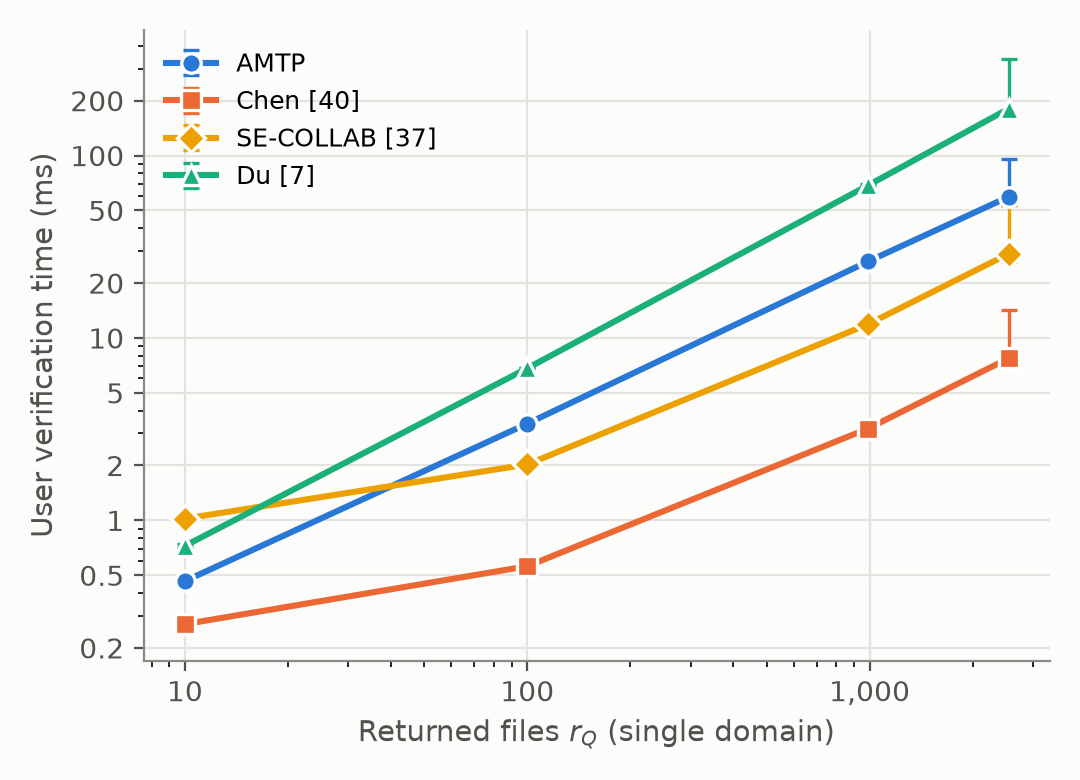 AMTP
Chen [40]
SE-COLLAB [37]
Du [7]
User verification time (ms)
200
100
50
20
10
5
2
1
0.5
0.2
10
100
1,000
Returned files r_Q (single domain)